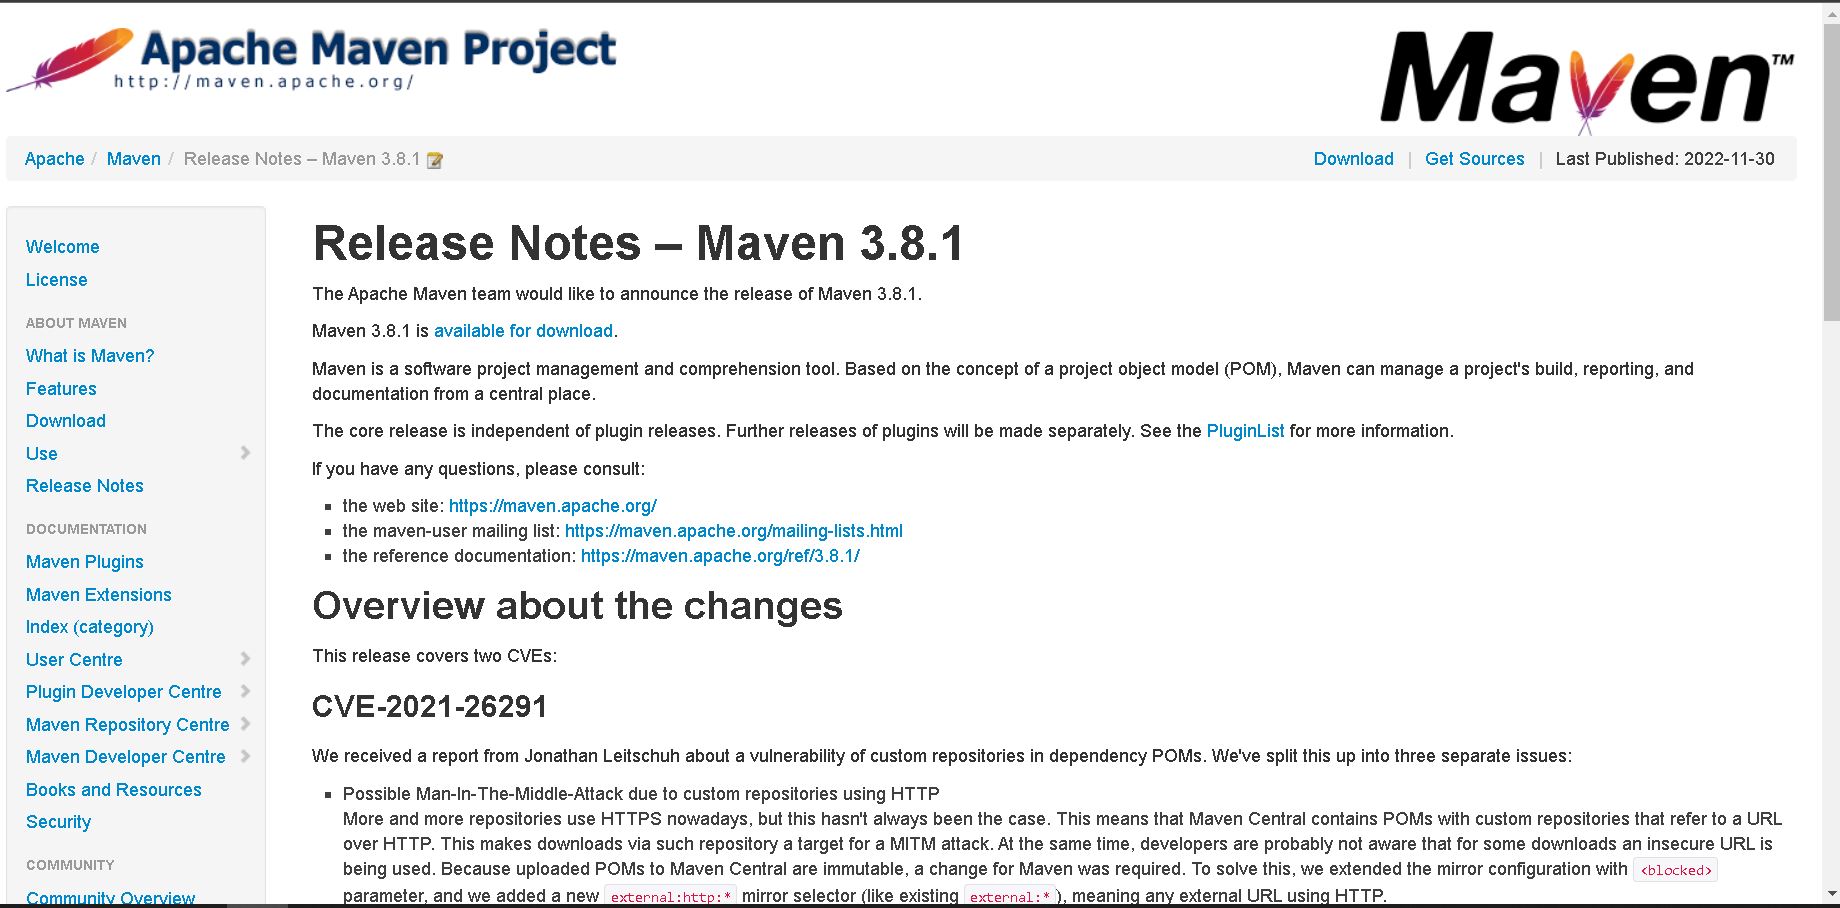 Apache Maven Project
http://maven.apache.org/
Maven™
Apache / Maven / Release Notes – Maven 3.8.1
Download | Get Sources | Last Published: 2022-11-30
Welcome
License
ABOUT MAVEN
What is Maven?
Features
Download
Use
Release Notes
DOCUMENTATION
Maven Plugins
Maven Extensions
Index (category)
User Centre
Plugin Developer Centre
Maven Repository Centre
Maven Developer Centre
Books and Resources
Security
COMMUNITY
Community Overview
Release Notes – Maven 3.8.1
The Apache Maven team would like to announce the release of Maven 3.8.1.
Maven 3.8.1 is available for download.
Maven is a software project management and comprehension tool. Based on the concept of a project object model (POM), Maven can manage a project's build, reporting, and
documentation from a central place.
The core release is independent of plugin releases. Further releases of plugins will be made separately. See the PluginList for more information.
If you have any questions, please consult:
▪ the web site: https://maven.apache.org/
▪ the maven-user mailing list: https://maven.apache.org/mailing-lists.html
▪ the reference documentation: https://maven.apache.org/ref/3.8.1/
Overview about the changes
This release covers two CVEs:
CVE-2021-26291
We received a report from Jonathan Leitschuh about a vulnerability of custom repositories in dependency POMs. We've split this up into three separate issues:
▪ Possible Man-In-The-Middle-Attack due to custom repositories using HTTP
More and more repositories use HTTPS nowadays, but this hasn't always been the case. This means that Maven Central contains POMs with custom repositories that refer to a URL
over HTTP. This makes downloads via such repository a target for a MITM attack. At the same time, developers are probably not aware that for some downloads an insecure URL is
being used. Because uploaded POMs to Maven Central are immutable, a change for Maven was required. To solve this, we extended the mirror configuration with <blocked>
parameter, and we added a new external:http:* mirror selector (like existing external:*), meaning any external URL using HTTP.